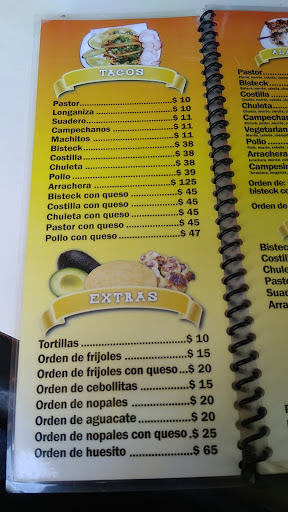 TACOS
Pastor..............................$ 10
Longaniza........................$ 10
Suadero...........................$ 11
Campechanos.................$ 11
Machitos.........................$ 11
Bisteck............................$ 38
Costilla............................$ 38
Chuleta............................$ 38
Pollo.................................$ 39
Arrachera........................$ 125
Bisteck con queso.........$ 45
Costilla con queso.........$ 45
Chuleta con queso.........$ 45
Pastor con queso...........$ 45
Pollo con queso.............$ 47
EXTRAS
Tortillas ..........................$ 10
Orden de frijoles ...............$ 15
Orden de frijoles con queso...$ 20
Orden de cebollitas ............$ 15
Orden de nopales ..............$ 20
Orden de aguacate ............$ 20
Orden de nopales con queso .$ 25
Orden de huesito ...............$ 65
Pastor
Bisteck
Costilla
Chuleta
Campechan
Vegetarian
Pollo
Arrachera
Campesin
Orden de:
bisteck co
Orden de
Bistec
Costil
Chule
Pasto
Suad
Arra